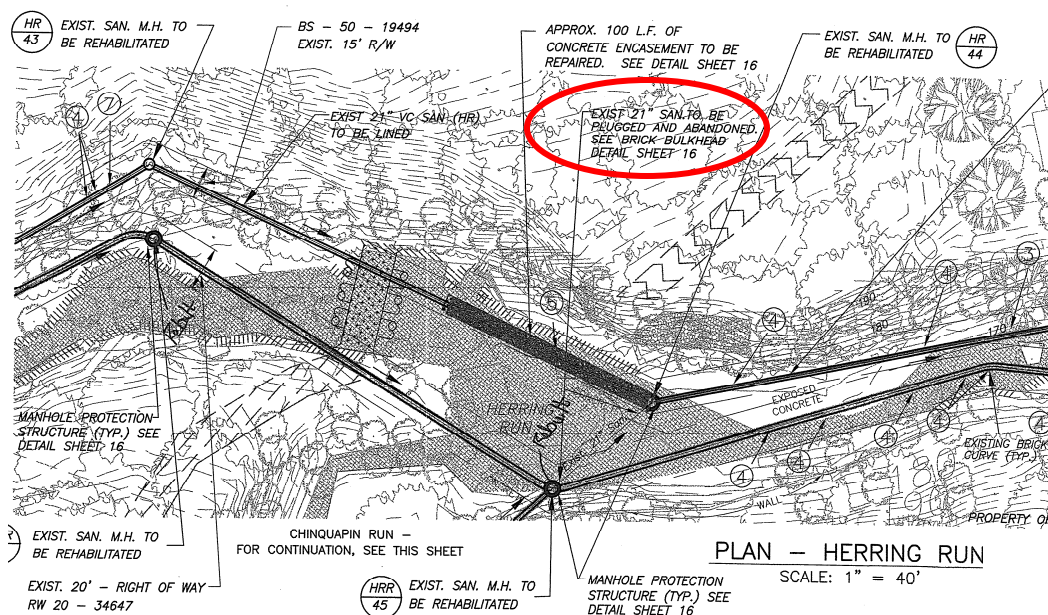 HR
43
EXIST. SAN. M.H. TO
BE REHABILITATED
BS - 50 - 19494
EXIST. 15' R/W
APPROX. 100 L.F. OF
CONCRETE ENCASEMENT TO BE
REPAIRED. SEE DETAIL SHEET 16
EXIST. SAN. M.H. TO
BE REHABILITATED
HR
44
EXIST 21" VC SAN (HR)
TO BE LINED
EXIST 21" SAN.TO BE
PLUGGED AND ABANDONED.
SEE BRICK BULKHEAD
DETAIL SHEET 16
4
7
6
4
4
3
180
180
179
HERRING
RUN
EXPOSED
CONCRETE
MANHOLE PROTECTION
STRUCTURE (TYP.) SEE
DETAIL SHEET 16
4
4
4
4
4
EXISTING BRICK
CURVE (TYP.)
WALL
PROPERTY OF
EXIST. SAN. M.H. TO
BE REHABILITATED
CHINQUAPIN RUN -
FOR CONTINUATION, SEE THIS SHEET
PLAN - HERRING RUN
SCALE: 1" = 40'
EXIST. 20' - RIGHT OF WAY
RW 20 - 34647
HRR
45
EXIST. SAN. M.H. TO
BE REHABILITATED
MANHOLE PROTECTION
STRUCTURE (TYP.) SEE
DETAIL SHEET 16